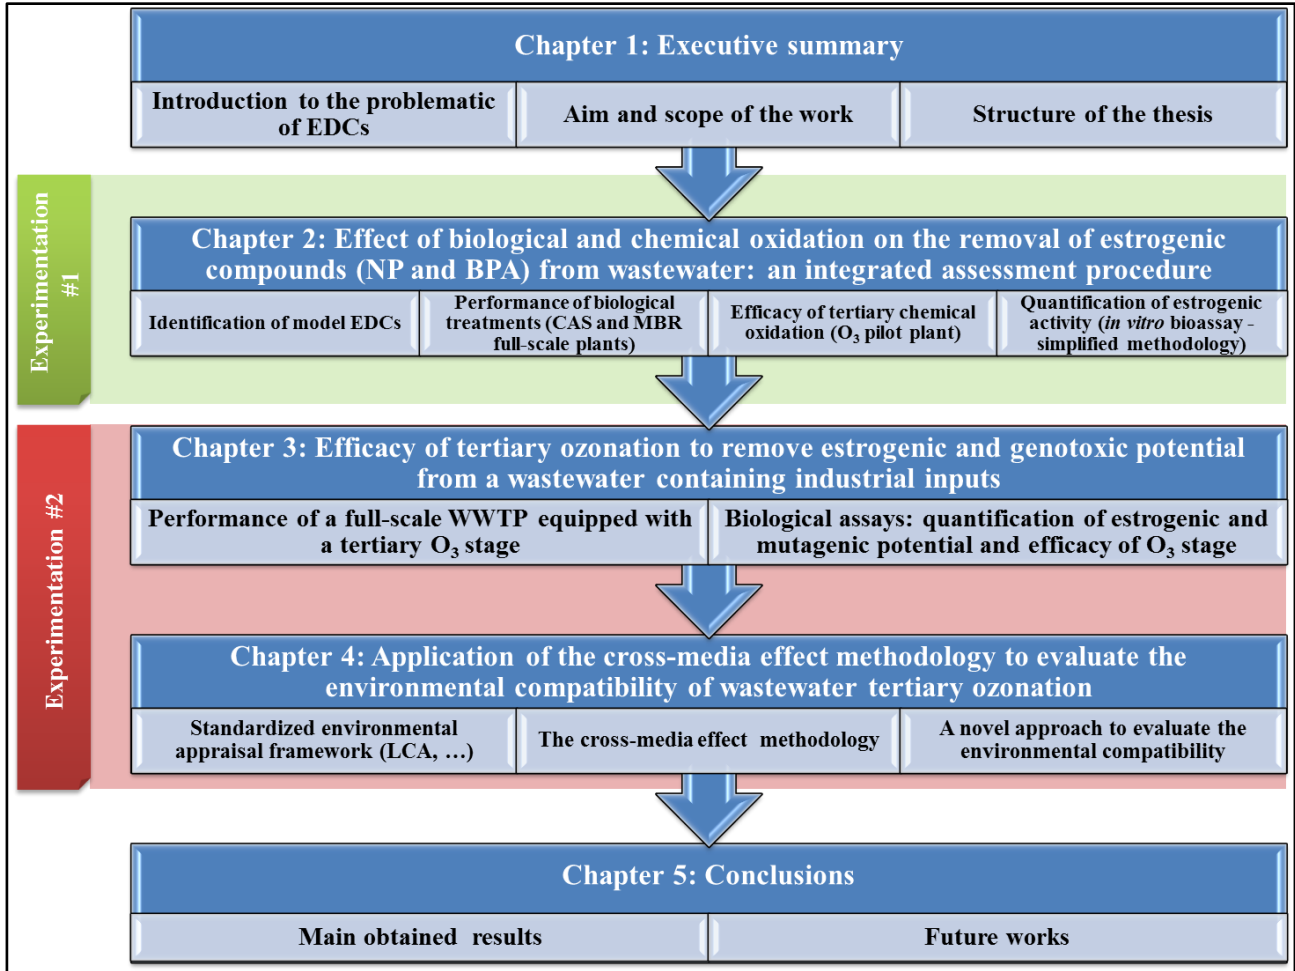 Chapter 1: Executive summary
Introduction to the problematic
of EDCs
Aim and scope of the work
Structure of the thesis
Experimentation
#1
Chapter 2: Effect of biological and chemical oxidation on the removal of estrogenic
compounds (NP and BPA) from wastewater: an integrated assessment procedure
Identification of model EDCs
Performance of biological
treatments (CAS and MBR
full-scale plants)
Efficacy of tertiary chemical
oxidation (O₃ pilot plant)
Quantification of estrogenic
activity (in vitro bioassay -
simplified methodology)
Experimentation #2
Chapter 3: Efficacy of tertiary ozonation to remove estrogenic and genotoxic potential
from a wastewater containing industrial inputs
Performance of a full-scale WWTP equipped with
a tertiary O₃ stage
Biological assays: quantification of estrogenic and
mutagenic potential and efficacy of O₃ stage
Chapter 4: Application of the cross-media effect methodology to evaluate the
environmental compatibility of wastewater tertiary ozonation
Standardized environmental
appraisal framework (LCA, …)
The cross-media effect methodology
A novel approach to evaluate the
environmental compatibility
Chapter 5: Conclusions
Main obtained results
Future works